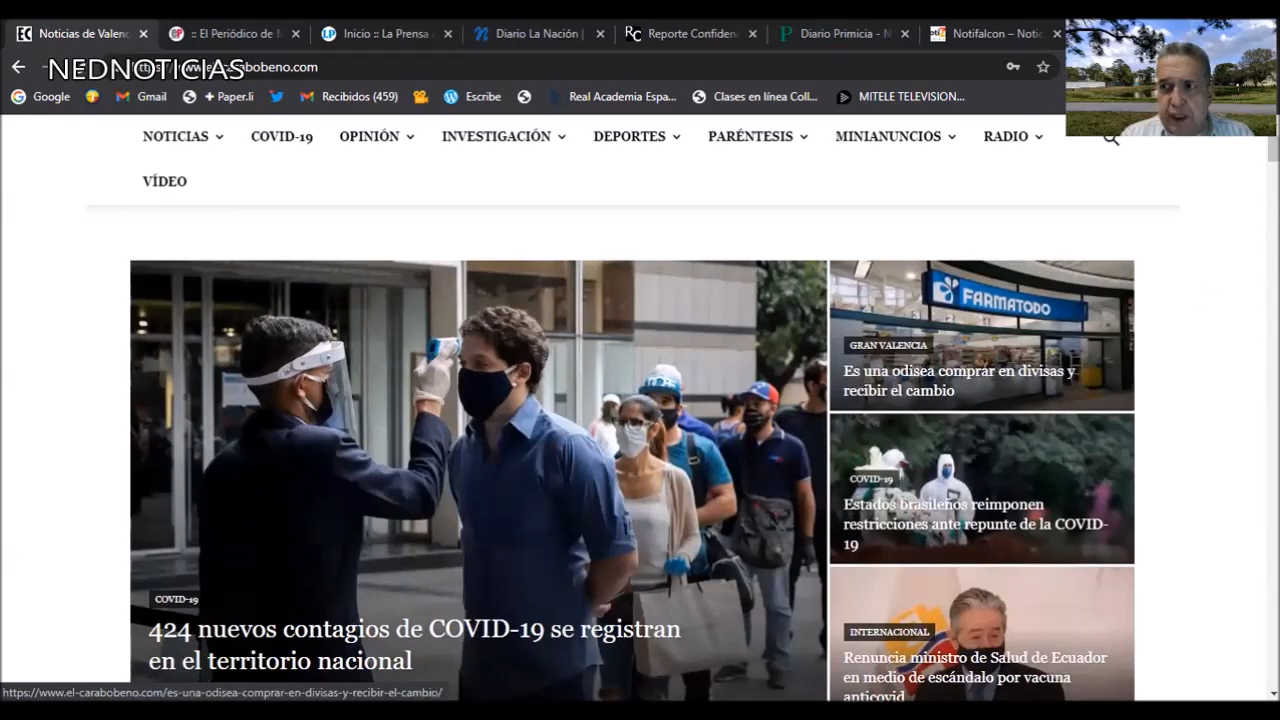 Noticias de Valenc
:: El Periódico de M
Inicio :: La Prensa
Diario La Nación |
Reporte Confiden
Diario Primicia - M
Notifalcon – Notic
NEDNOTICIAS
bobeno.com
Google
Gmail
+ Paper.li
Recibidos (459)
Escribe
Real Academia Espa...
Clases en línea Coll...
MITELE TELEVISION...
NOTICIAS
COVID-19
OPINIÓN
INVESTIGACIÓN
DEPORTES
PARÉNTESIS
MINIANUNCIOS
RADIO
VÍDEO
FARMATODO
GRAN VALENCIA
Es una odisea comprar en divisas y
recibir el cambio
COVID-19
Estados brasileños reimponen
restricciones ante repunte de la COVID-
19
COVID-19
424 nuevos contagios de COVID-19 se registran
en el territorio nacional
INTERNACIONAL
Renuncia ministro de Salud de Ecuador
en medio de escándalo por vacuna
anticovid
https://www.el-carabobeno.com/es-una-odisea-comprar-en-divisas-y-recibir-el-cambio/